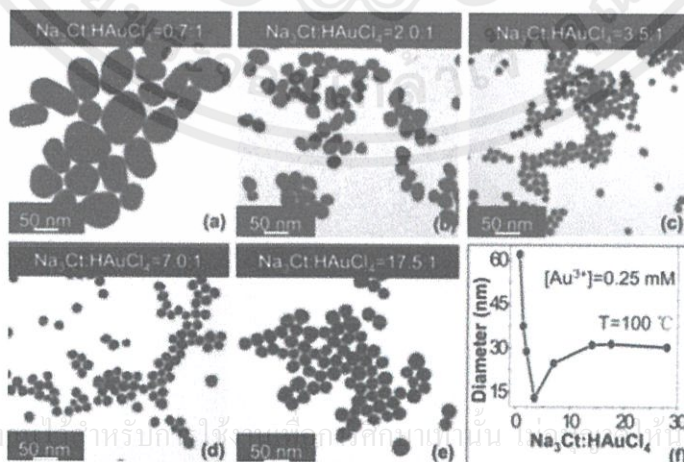 Na₃Ct:HAuCl₄=0.7:1
Na₃Ct:HAuCl₄=2.0:1
Na₃Ct:HAuCl₄=3.5:1
50 nm
(a)
50 nm
(b)
50 nm
(c)
Na₃Ct:HAuCl₄=7.0:1
Na₃Ct:HAuCl₄=17.5:1
50 nm
(d)
50 nm
(e)
Diameter (nm)
60
45
30
15
[Au³⁺]=0.25 mM
T=100 ℃
0 10 20 30
Na₃Ct:HAuCl₄
(f)